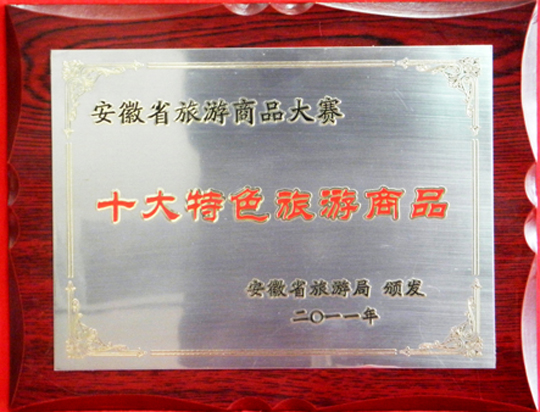 安徽省旅游商品大赛
十大特色旅游商品
安徽省旅游局 颁发
二〇一一年